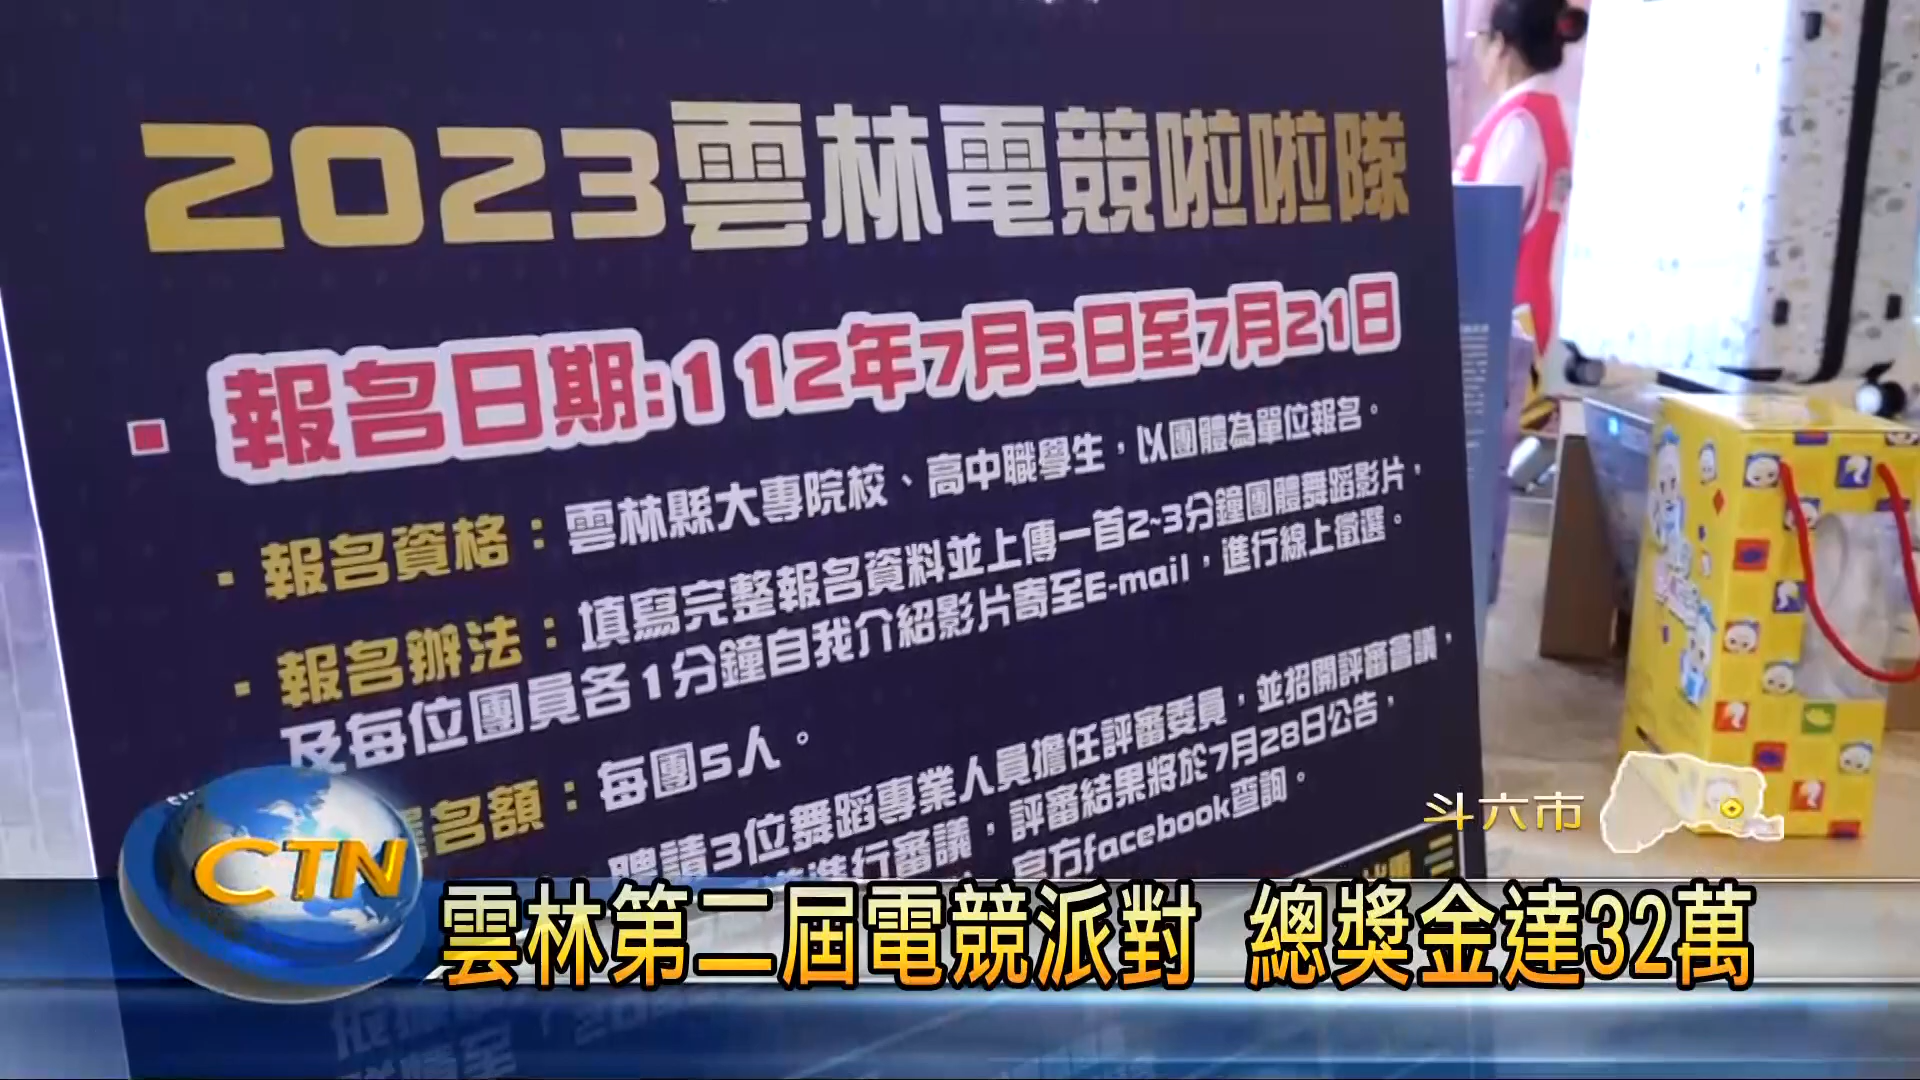 2023雲林電競啦啦隊
報名日期:112年7月3日至7月21日
報名資格：雲林縣大專院校、高中職學生，以團體為單位報名。
報名辦法：填寫完整報名資料並上傳一首2~3分鐘團體舞蹈影片，
及每位團員各1分鐘自我介紹影片寄至E-mail，進行線上徵選。
名額：每團5人。
聘請3位舞蹈專業人員擔任評審委員，並招開評審會議，
進行審議，評審結果將於7月28日公告，
官方facebook查詢。
斗六市
CTN
雲林第二屆電競派對 總獎金達32萬